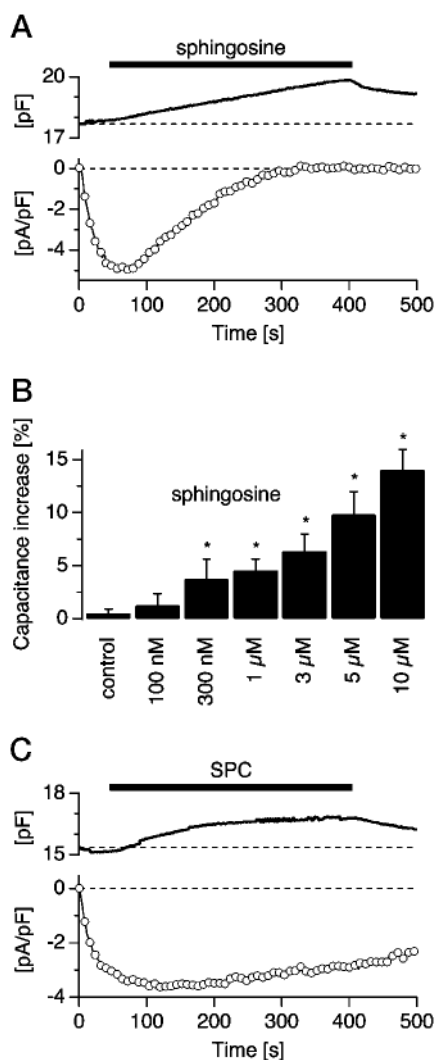 A
sphingosine
20
[pF]
17
0
[pA/pF]
-2
-4
0 100 200 300 400 500
Time [s]
B
Capacitance increase [%]
15
10
5
0
sphingosine
* * * * *
control 100 nM 300 nM 1 µM 3 µM 5 µM 10 µM
C
SPC
18
[pF]
15
0
[pA/pF]
-2
-4
0 100 200 300 400 500
Time [s]